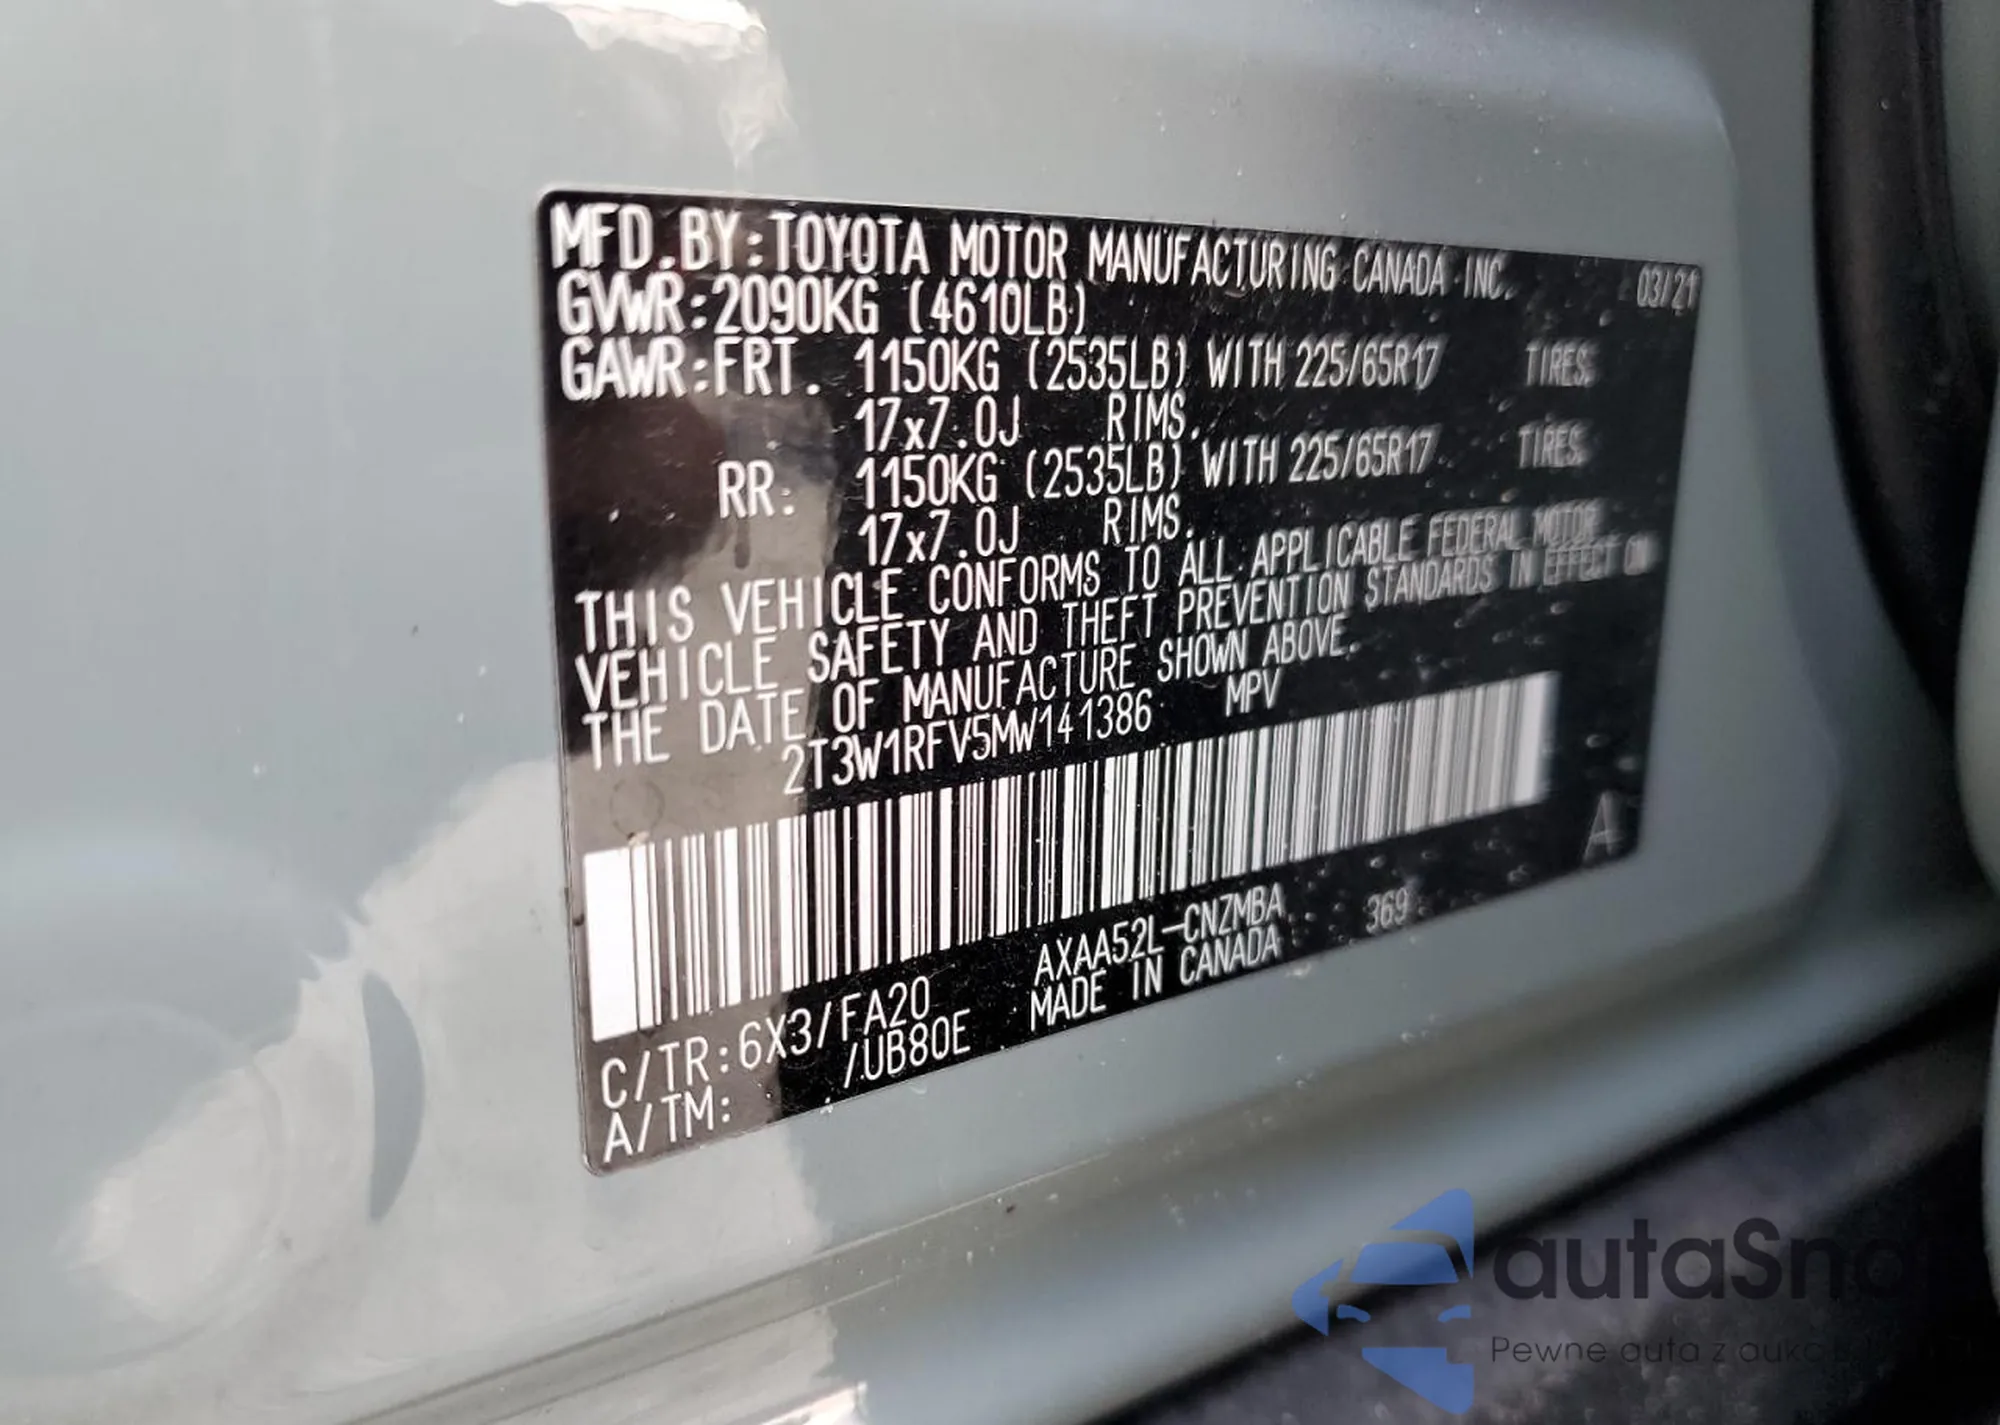 MFD.BY:TOYOTA MOTOR MANUFACTURING CANADA INC. 03/21
GVWR:2090KG (4610LB)
GAWR:FRT. 1150KG (2535LB) WITH 225/65R17 TIRES.
17x7.0J RIMS.
RR: 1150KG (2535LB) WITH 225/65R17 TIRES.
17x7.0J RIMS.
THIS VEHICLE CONFORMS TO ALL APPLICABLE FEDERAL MOTOR
VEHICLE SAFETY AND THEFT PREVENTION STANDARDS IN EFFECT ON
THE DATE OF MANUFACTURE SHOWN ABOVE.
2T3W1RFV5MW141386 MPV
A
C/TR:6X3/FA20 AXAA52L-CNZMBA 369
A/TM: /UB80E MADE IN CANADA
autaSna
Pewne auta z